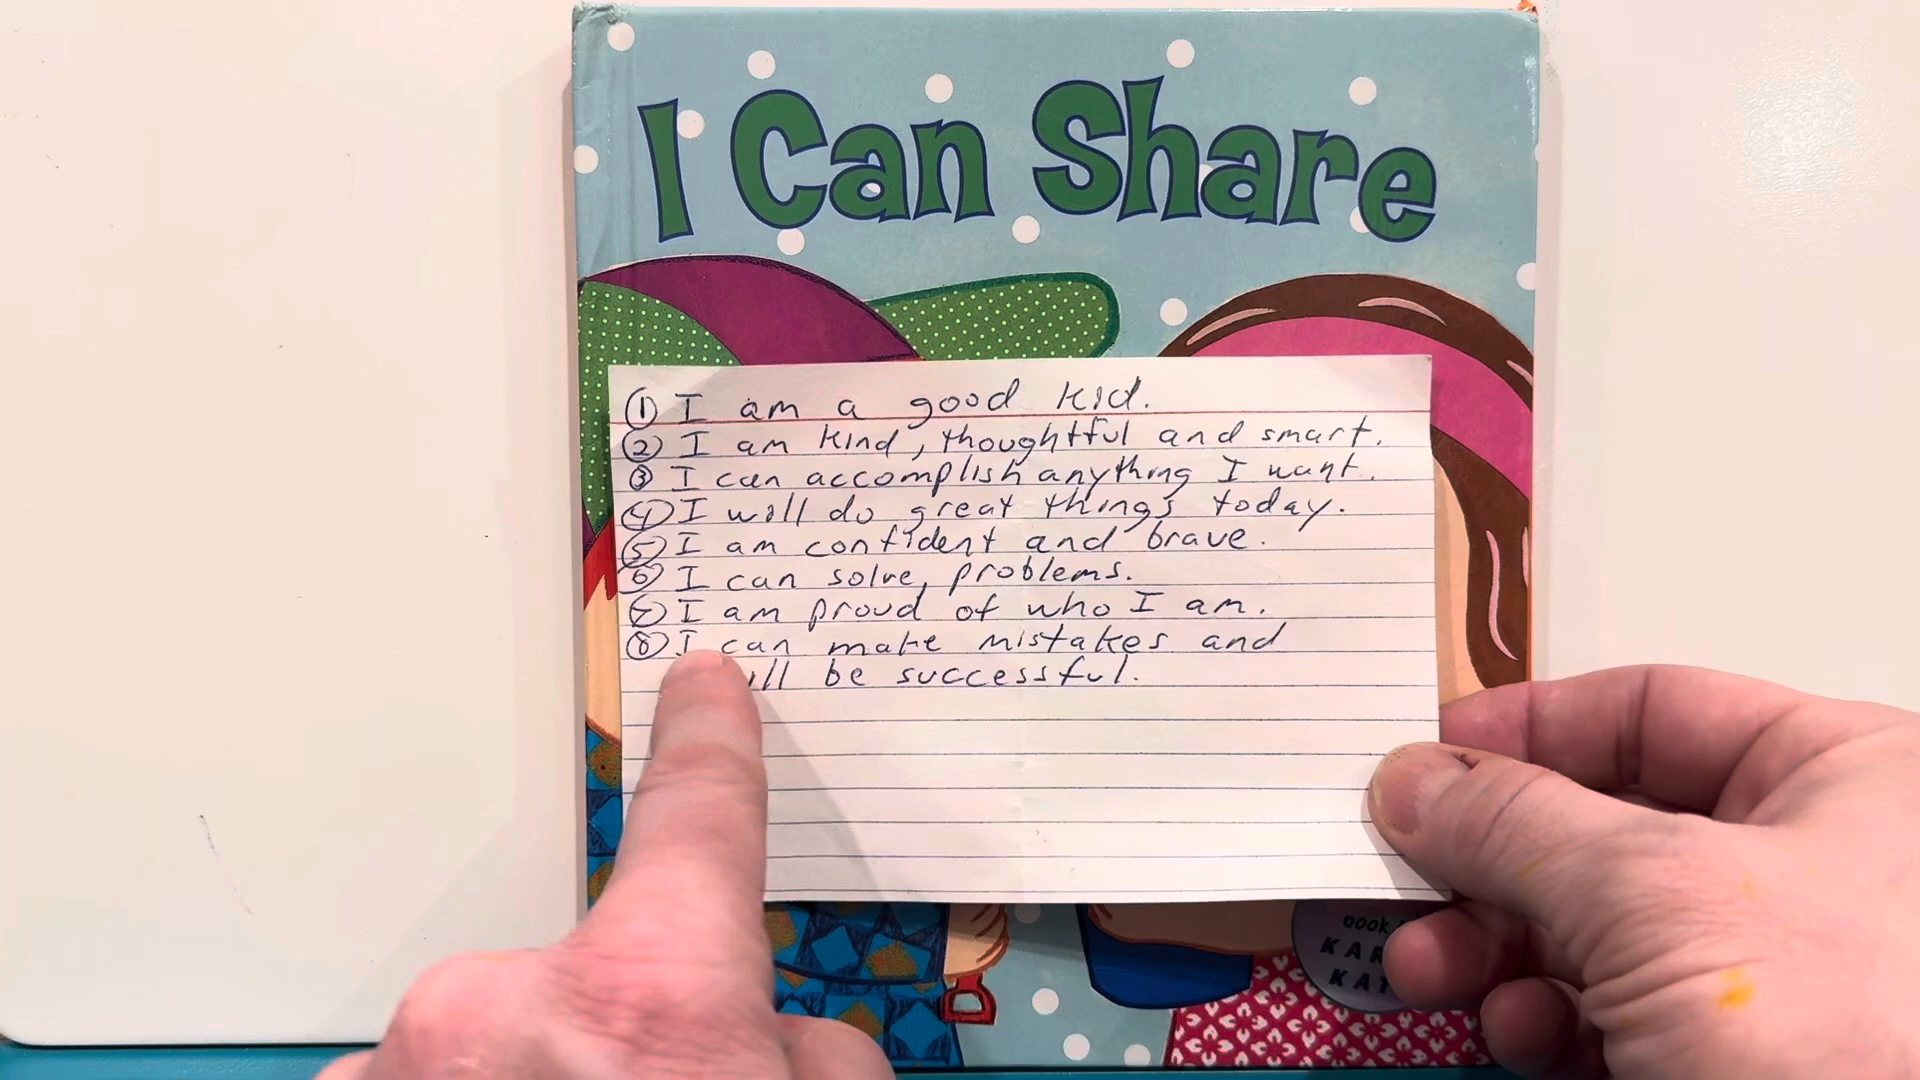 I Can Share
① I am a good kid.
② I am kind, thoughtful and smart.
③ I can accomplish anything I want.
④ I will do great things today.
⑤ I am confident and brave.
⑥ I can solve problems.
⑦ I am proud of who I am.
⑧ I can make mistakes and
be successful.
book